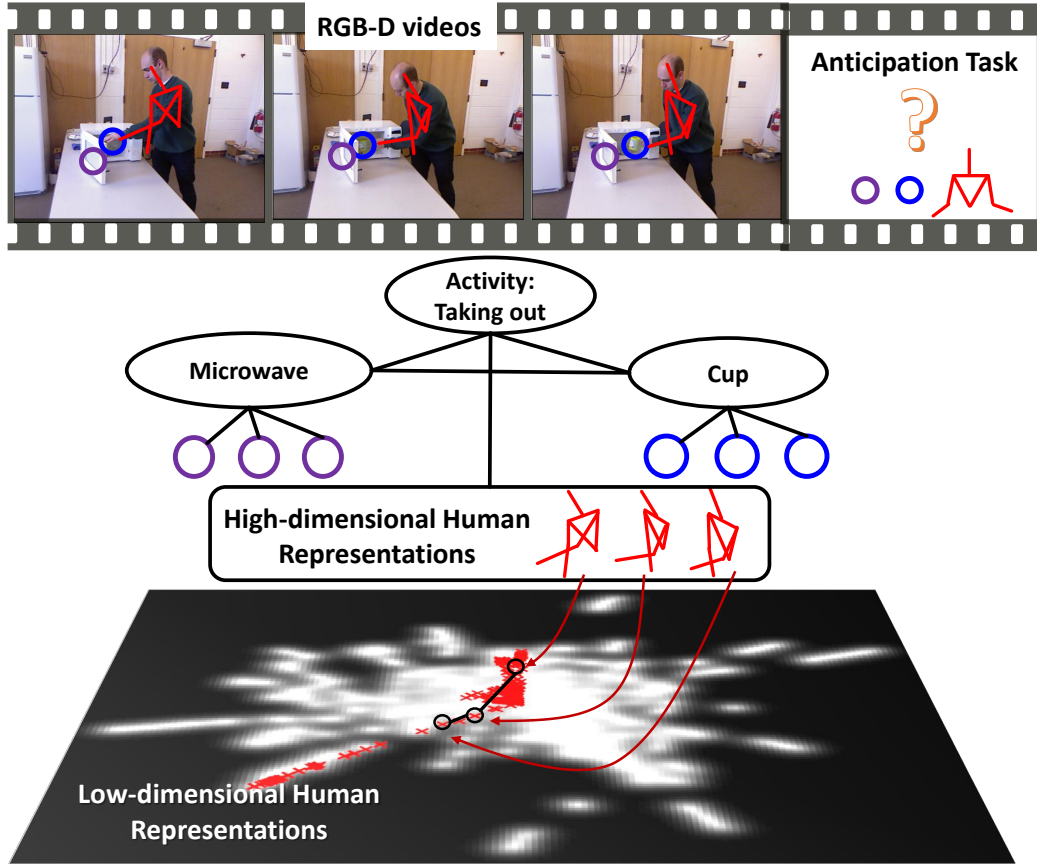 RGB-D videos
Anticipation Task
?
Activity:
Taking out
Microwave
Cup
High-dimensional Human
Representations
Low-dimensional Human
Representations